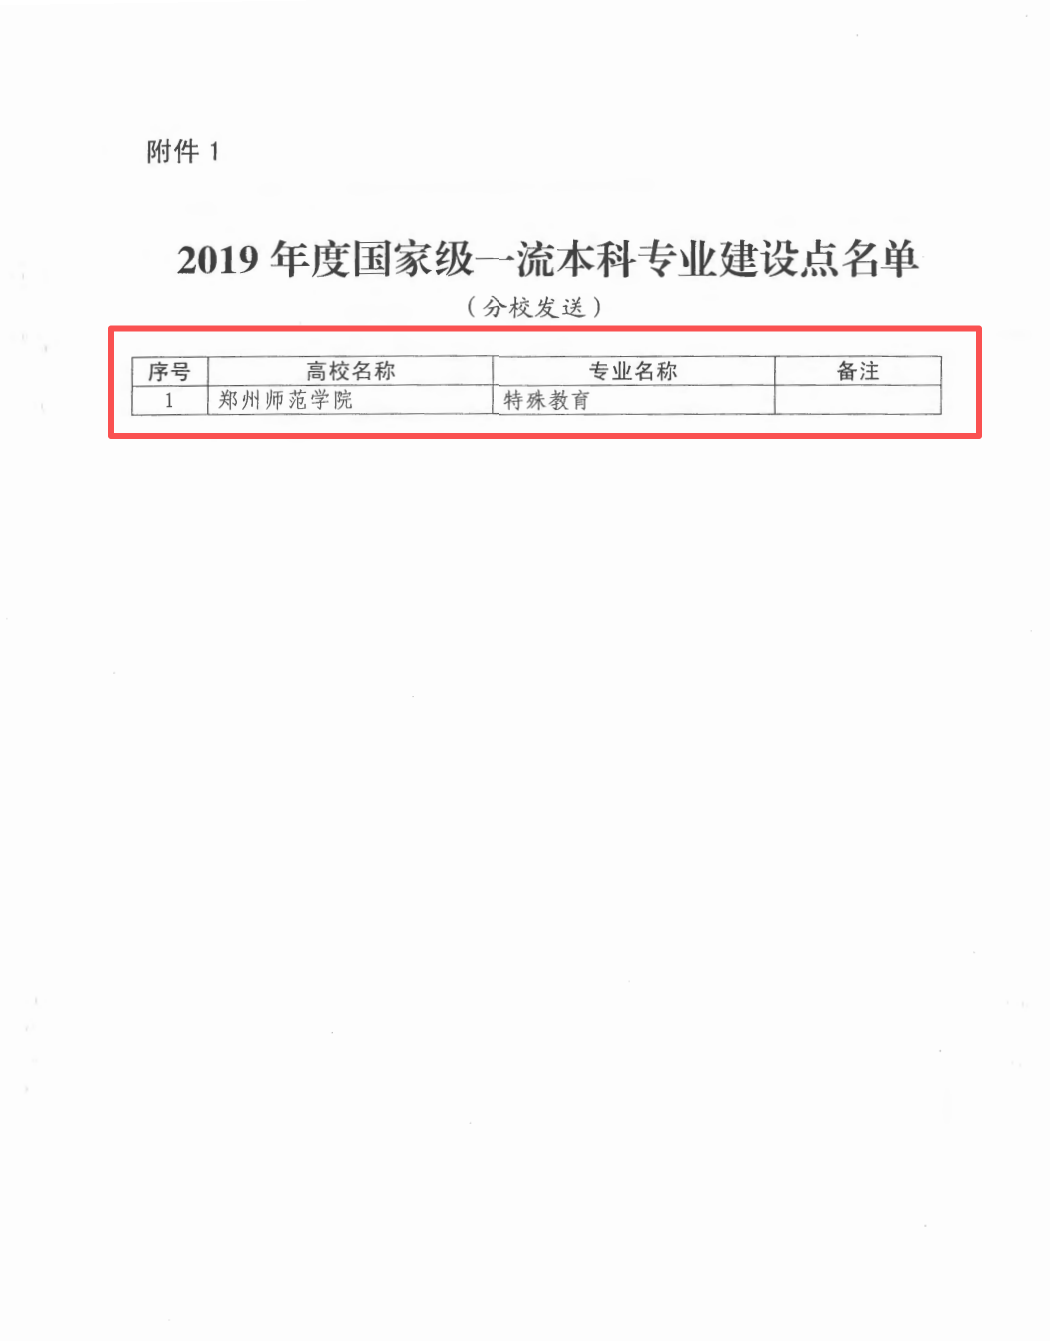 附件 1
2019 年度国家级一流本科专业建设点名单
（分校发送）
序号 高校名称 专业名称 备注
1 郑州师范学院 特殊教育